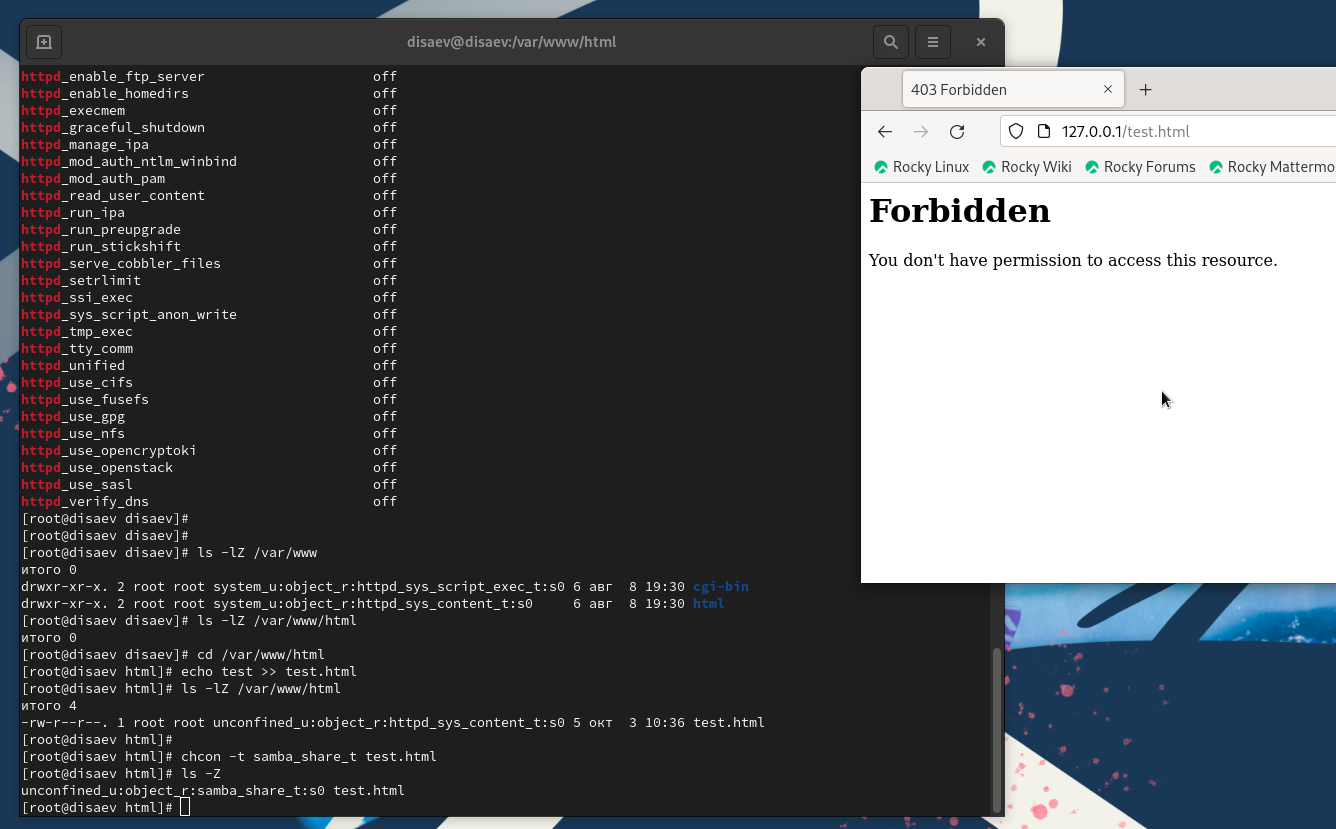 disaev@disaev:/var/www/html
httpd_enable_ftp_server off
httpd_enable_homedirs off
httpd_execmem off
httpd_graceful_shutdown off
httpd_manage_ipa off
httpd_mod_auth_ntlm_winbind off
httpd_mod_auth_pam off
httpd_read_user_content off
httpd_run_ipa off
httpd_run_preupgrade off
httpd_run_stickshift off
httpd_serve_cobbler_files off
httpd_setrlimit off
httpd_ssi_exec off
httpd_sys_script_anon_write off
httpd_tmp_exec off
httpd_tty_comm off
httpd_unified off
httpd_use_cifs off
httpd_use_fusefs off
httpd_use_gpg off
httpd_use_nfs off
httpd_use_opencryptoki off
httpd_use_openstack off
httpd_use_sasl off
httpd_verify_dns off
[root@disaev disaev]#
[root@disaev disaev]#
[root@disaev disaev]# ls -lZ /var/www
итого 0
drwxr-xr-x. 2 root root system_u:object_r:httpd_sys_script_exec_t:s0 6 авг  8 19:30 cgi-bin
drwxr-xr-x. 2 root root system_u:object_r:httpd_sys_content_t:s0     6 авг  8 19:30 html
[root@disaev disaev]# ls -lZ /var/www/html
итого 0
[root@disaev disaev]# cd /var/www/html
[root@disaev html]# echo test >> test.html
[root@disaev html]# ls -lZ /var/www/html
итого 4
-rw-r--r--. 1 root root unconfined_u:object_r:httpd_sys_content_t:s0 5 окт  3 10:36 test.html
[root@disaev html]#
[root@disaev html]# chcon -t samba_share_t test.html
[root@disaev html]# ls -Z
unconfined_u:object_r:samba_share_t:s0 test.html
[root@disaev html]#
403 Forbidden
127.0.0.1/test.html
Rocky Linux Rocky Wiki Rocky Forums Rocky Mattermo
Forbidden
You don't have permission to access this resource.